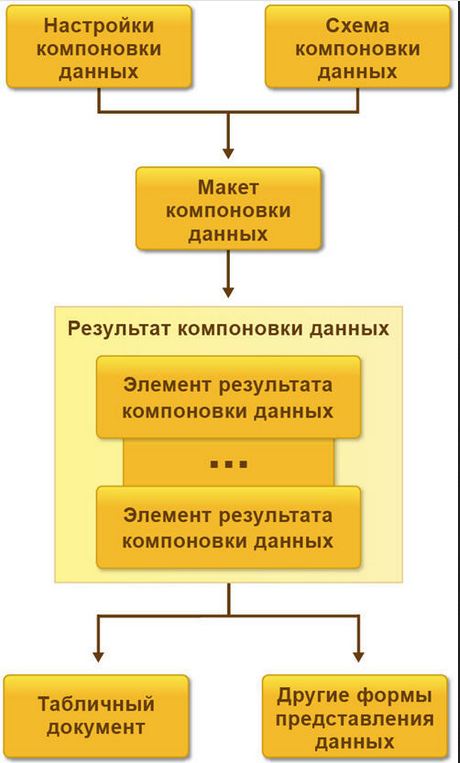 Настройки
компоновки
данных
Схема
компоновки
данных
Макет
компоновки
данных
Результат компоновки данных
Элемент результата
компоновки данных
...
Элемент результата
компоновки данных
Табличный
документ
Другие формы
представления
данных